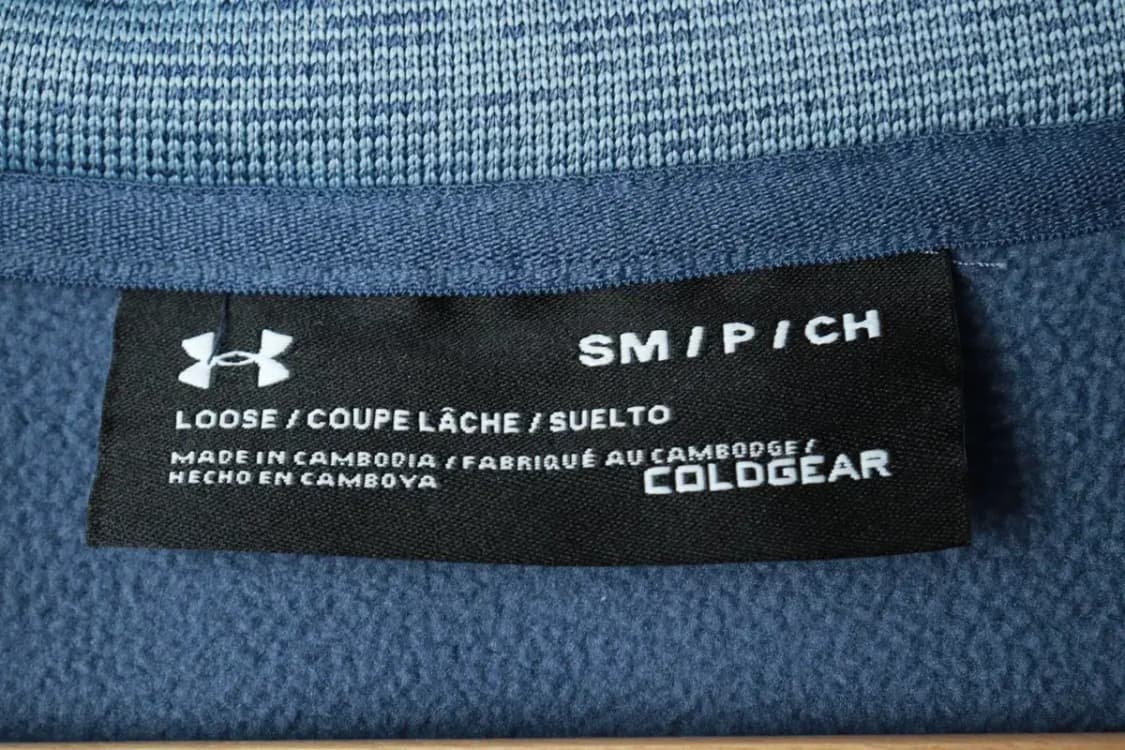 SM / P / CH
LOOSE / COUPE LÂCHE / SUELTO
MADE IN CAMBODIA / FABRIQUÉ AU CAMBODGE /
HECHO EN CAMBOYA
COLDGEAR